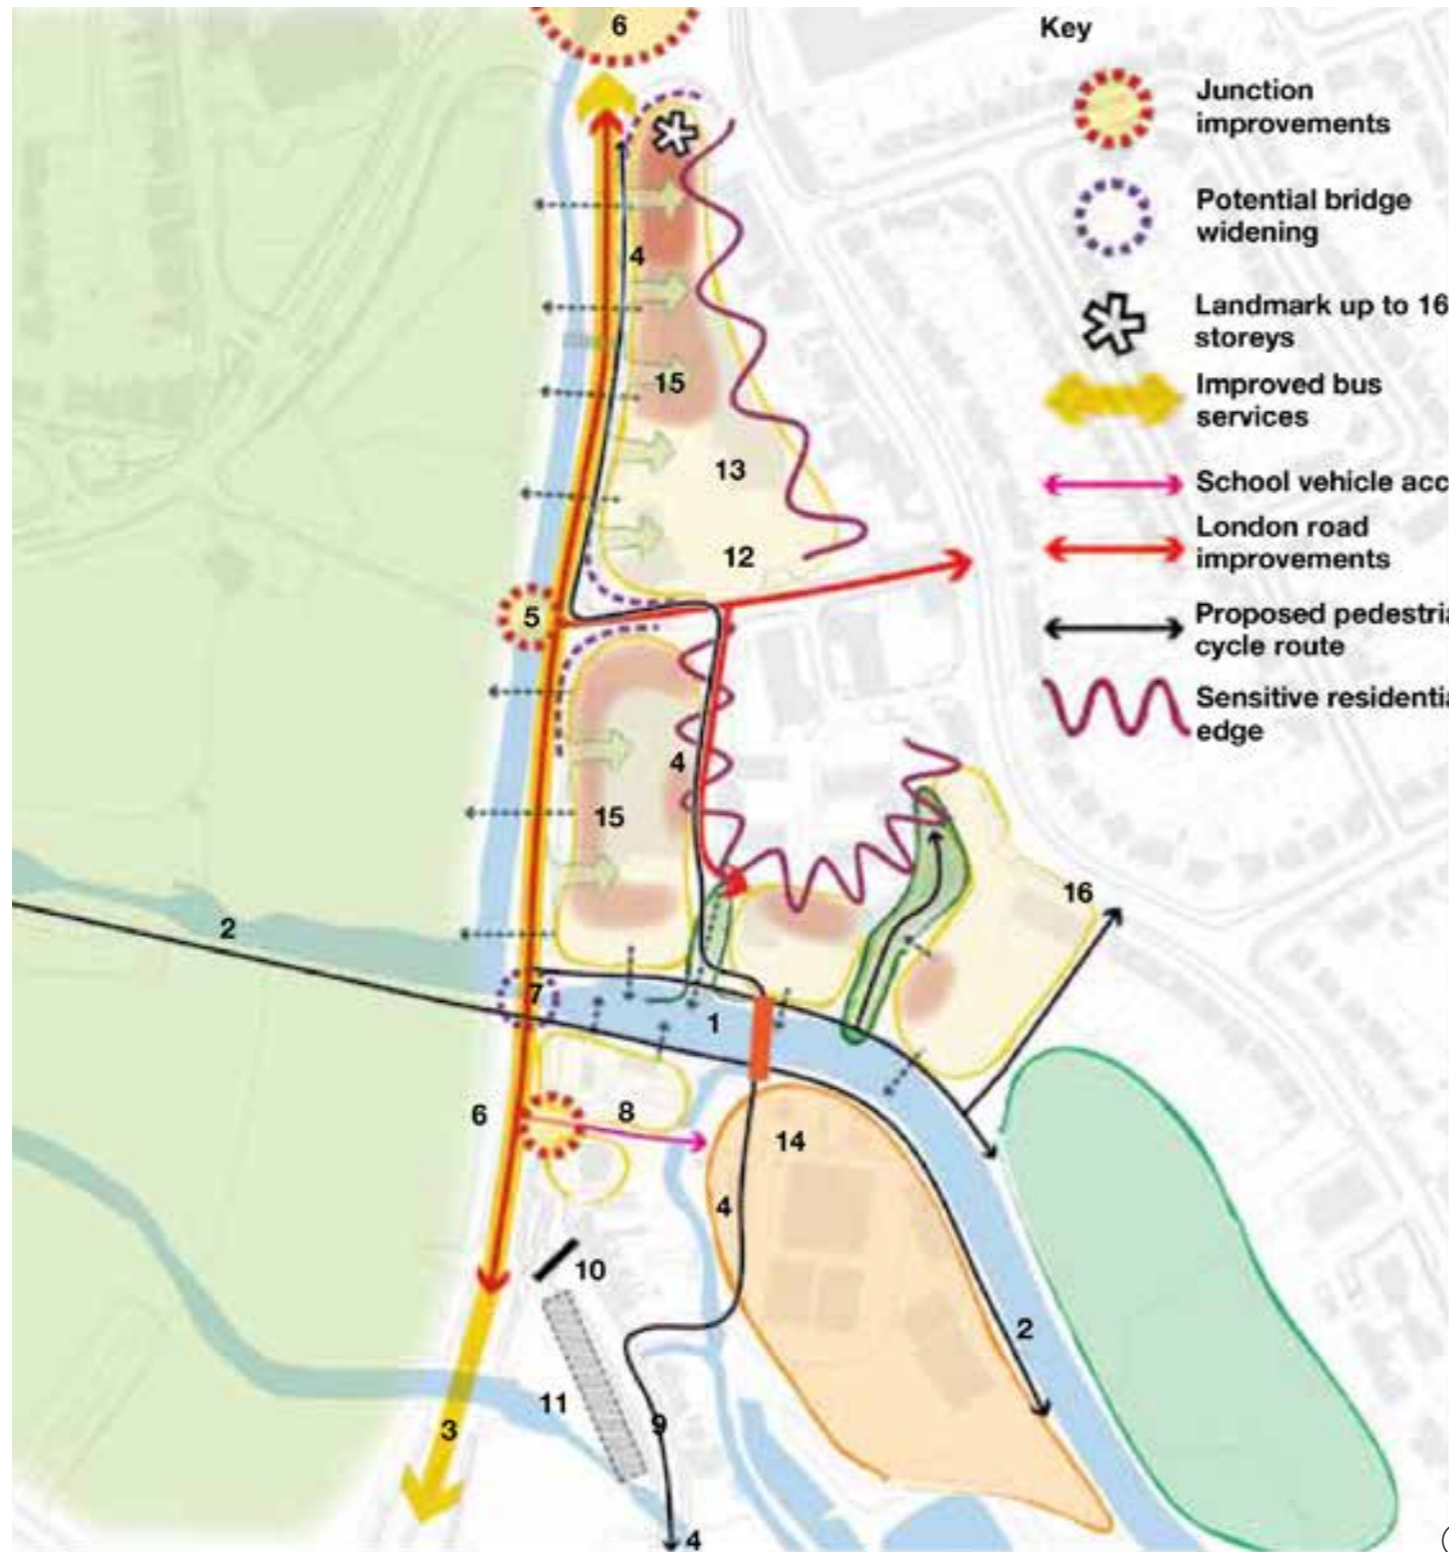 Key
Junction
improvements
Potential bridge
widening
Landmark up to 16
storeys
Improved bus
services
School vehicle acc
London road
improvements
Proposed pedestria
cycle route
Sensitive residentia
edge
6
4
15
13
12
5
4
15
16
2
7
1
6
8
14
4
10
2
11
9
3
4